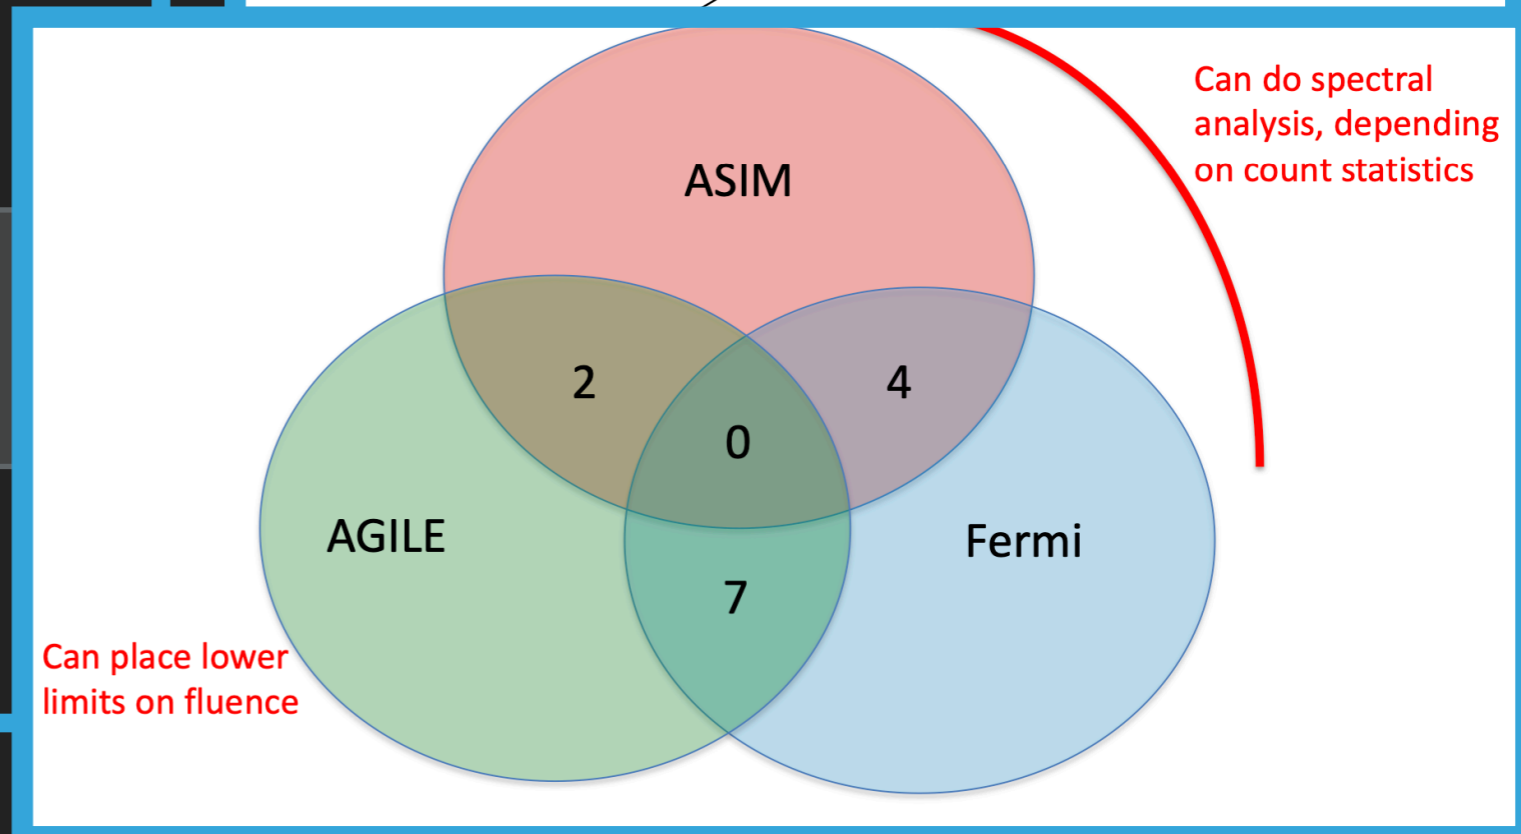 Can do spectral
analysis, depending
on count statistics
ASIM
2
4
0
AGILE
Fermi
7
Can place lower
limits on fluence